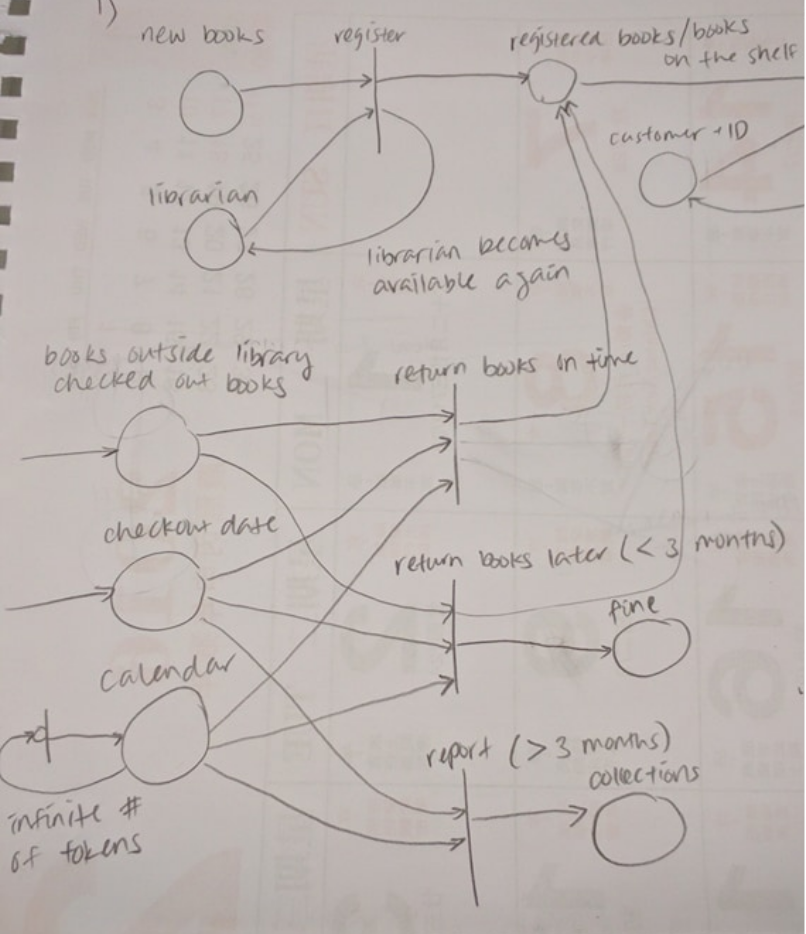 1)
new books
register
registered books/books
on the shelf
customer + ID
librarian
librarian becomes
available again
books outside library
checked out books
return books on time
checkout date
return books later (< 3 months)
fine
calendar
report (> 3 months)
collections
infinite #
of tokens